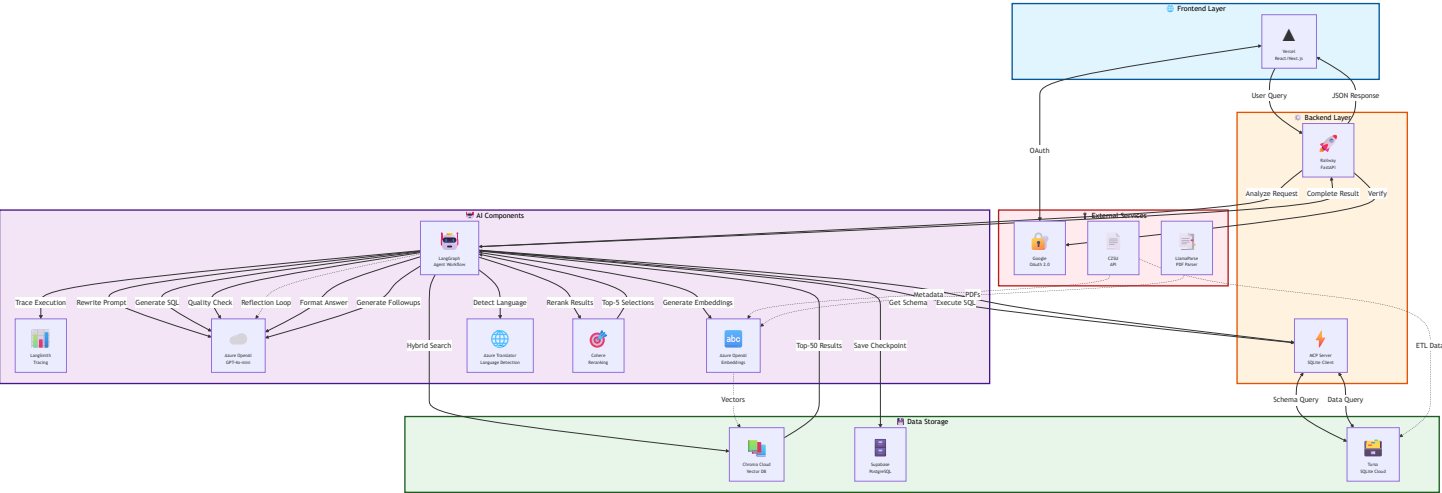 Frontend Layer
Vercel
React/Next.js
User Query
JSON Response
Backend Layer
Railway
FastAPI
OAuth
Analyze Request
Complete Result
Verify
AI Components
External Services
LangGraph
Agent Workflow
Google
OAuth 2.0
CZSU
API
LlamaParse
PDF Parser
Trace Execution
Rewrite Prompt
Generate SQL
Quality Check
Reflection Loop
Format Answer
Generate Followups
Detect Language
Rerank Results
Top-5 Selections
Generate Embeddings
Metadata
PDFs
Get Schema
Execute SQL
LangSmith
Tracing
Azure OpenAI
GPT-4o-mini
Hybrid Search
Azure Translator
Language Detection
Cohere
Reranking
abc
Azure OpenAI
Embeddings
Top-50 Results
Save Checkpoint
MCP Server
SQLite Client
ETL Data
Vectors
Schema Query
Data Query
Data Storage
Chroma Cloud
Vector DB
Supabase
PostgreSQL
Turso
SQLite Cloud